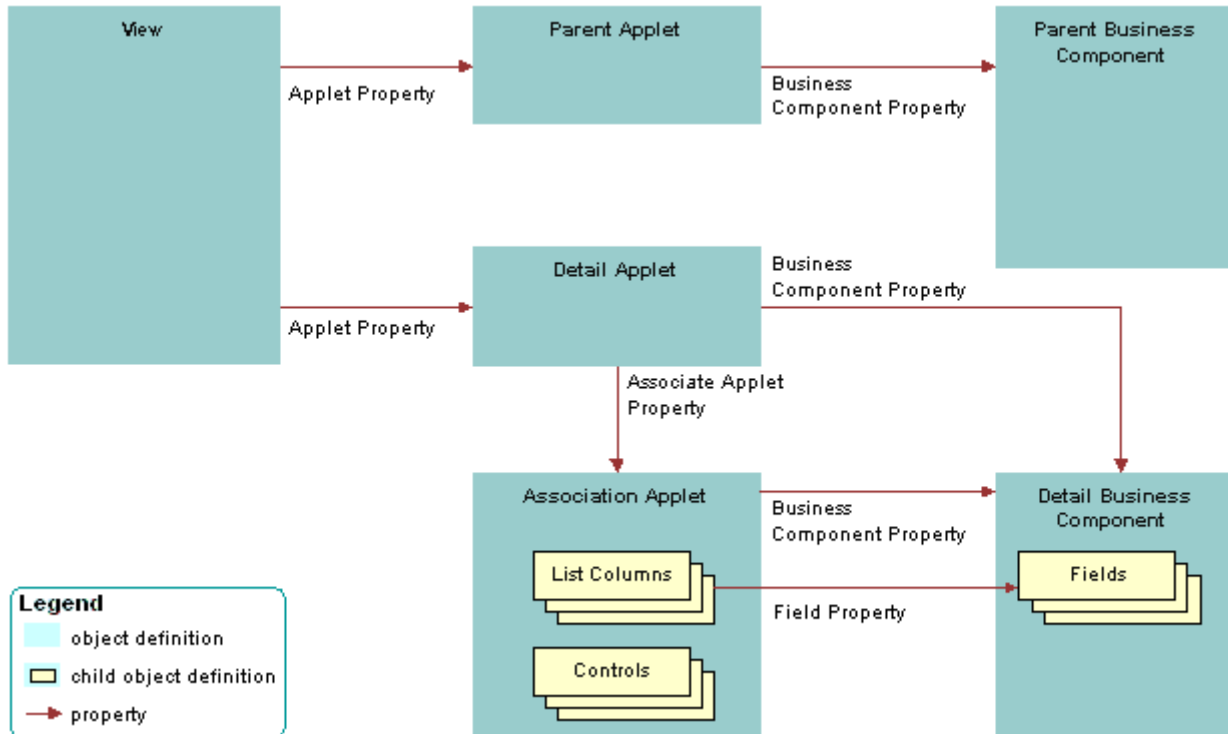 View
Parent Applet
Parent Business
Component
Applet Property
Business
Component Property
Detail Applet
Business
Component Property
Applet Property
Associate Applet
Property
Association Applet
Business
Component Property
Detail Business
Component
List Columns
Field Property
Fields
Controls
Legend
object definition
child object definition
property